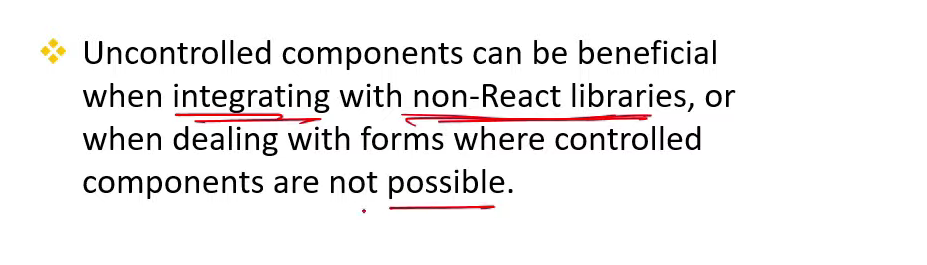 Uncontrolled components can be beneficial
when integrating with non-React libraries, or
when dealing with forms where controlled
components are not possible.